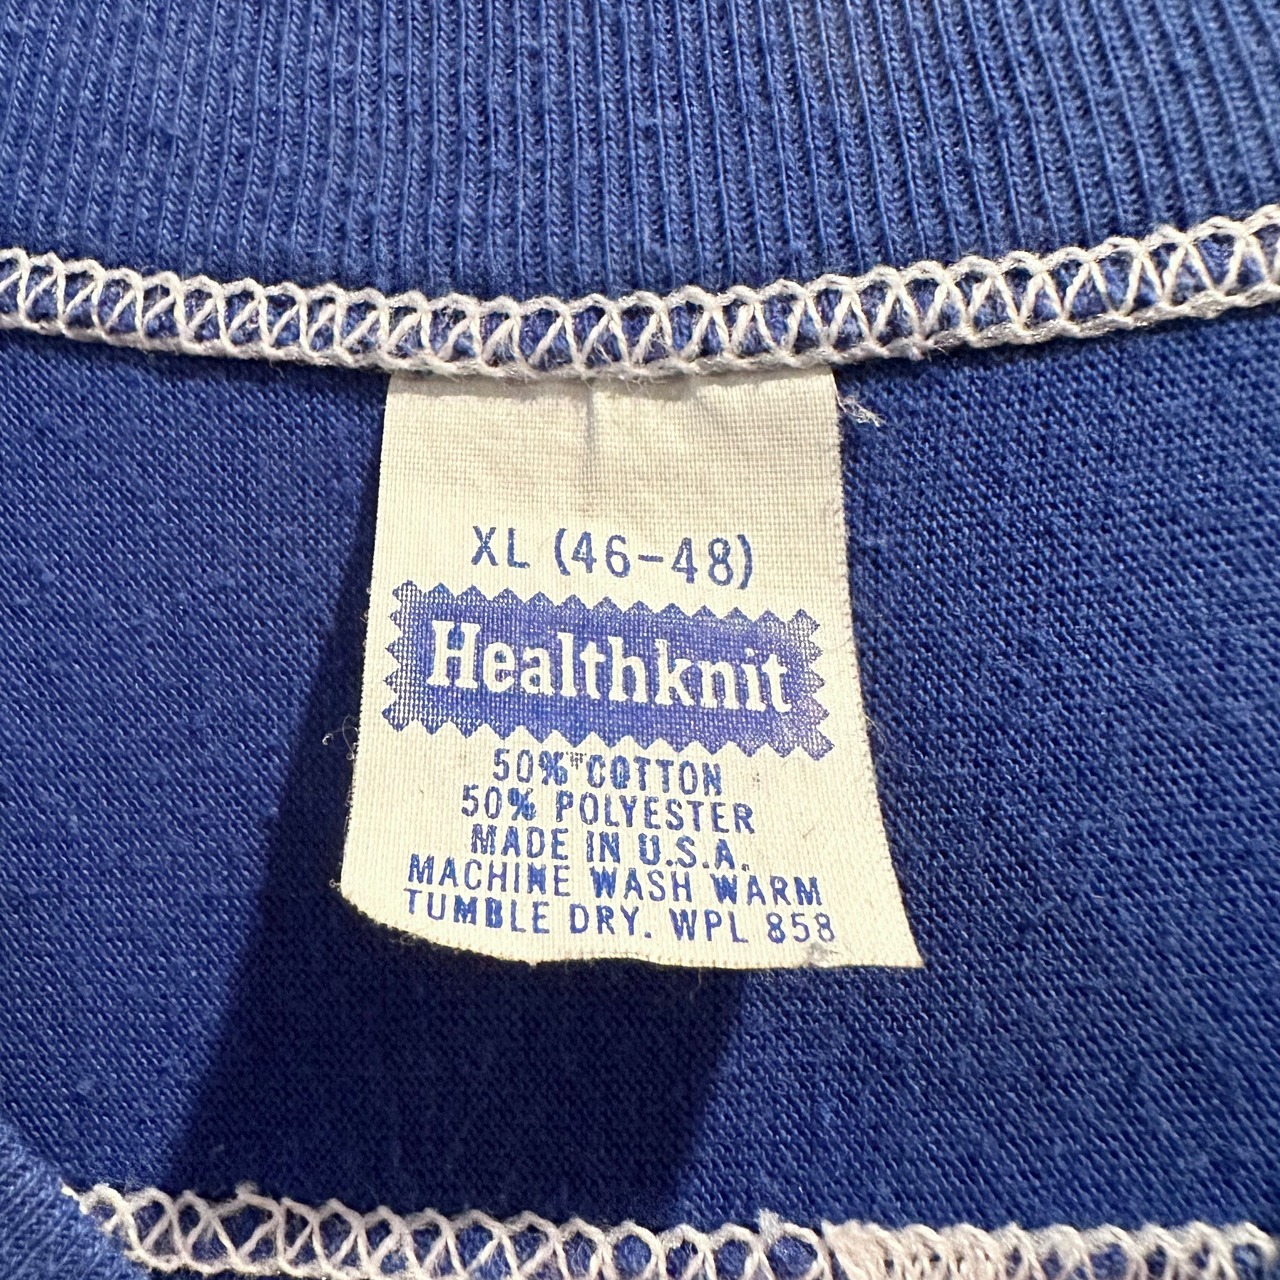 XL (46-48)
Healthknit
50% COTTON
50% POLYESTER
MADE IN U.S.A.
MACHINE WASH WARM
TUMBLE DRY. WPL 858